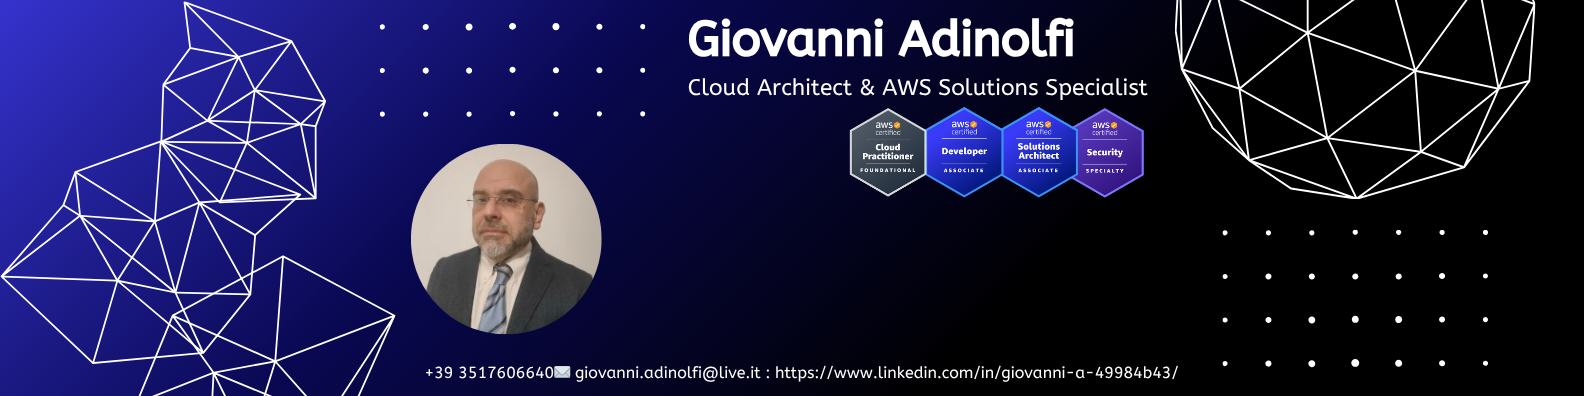 Giovanni Adinolfi
Cloud Architect & AWS Solutions Specialist
aws
certified
Cloud
Practitioner
FOUNDATIONAL
aws
certified
Developer
ASSOCIATE
aws
certified
Solutions
Architect
ASSOCIATE
aws
certified
Security
SPECIALTY
+39 3517606640✉ giovanni.adinolfi@live.it : https://www.linkedin.com/in/giovanni-a-49984b43/